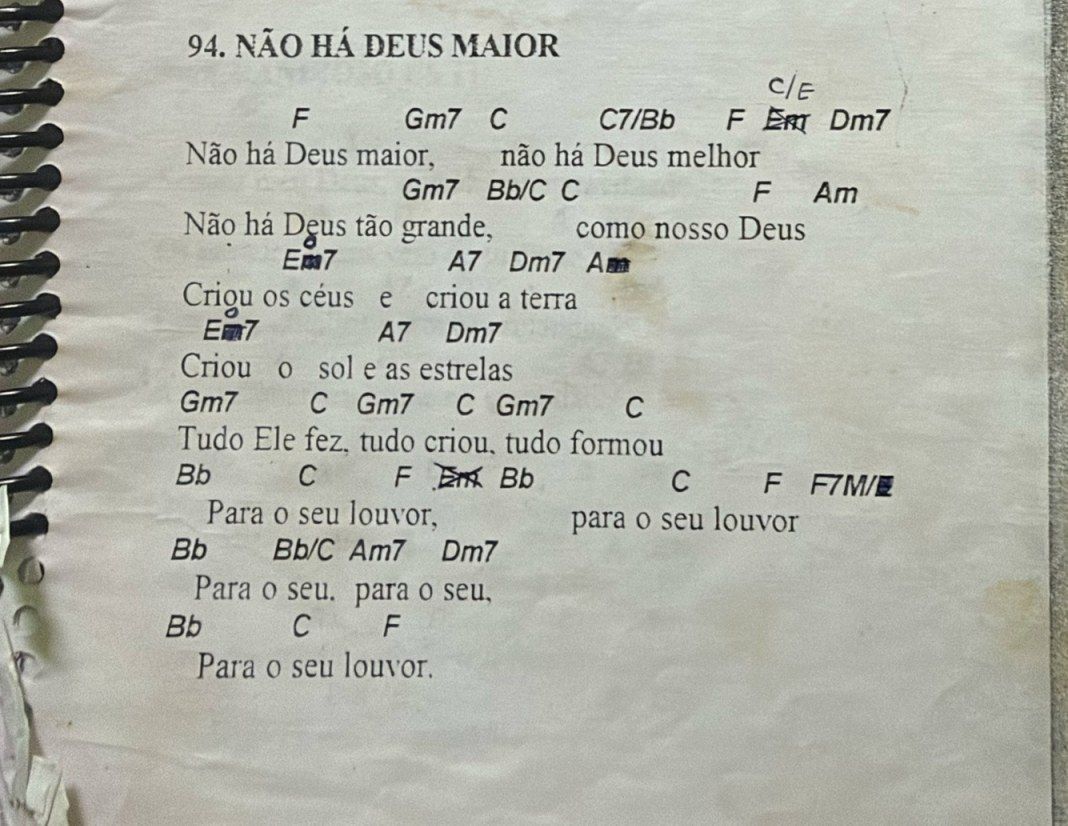 94. NÃO HÁ DEUS MAIOR
C/E
F Gm7 C C7/Bb F Em Dm7
Não há Deus maior, não há Deus melhor
Gm7 Bb/C C F Am
Não há Deus tão grande, como nosso Deus
Eº7 A7 Dm7 A
Criou os céus e criou a terra
Eº7 A7 Dm7
Criou o sol e as estrelas
Gm7 C Gm7 C Gm7 C
Tudo Ele fez, tudo criou, tudo formou
Bb C F Em Bb C F F7M/
Para o seu louvor, para o seu louvor
Bb Bb/C Am7 Dm7
Para o seu. para o seu,
Bb C F
Para o seu louvor.